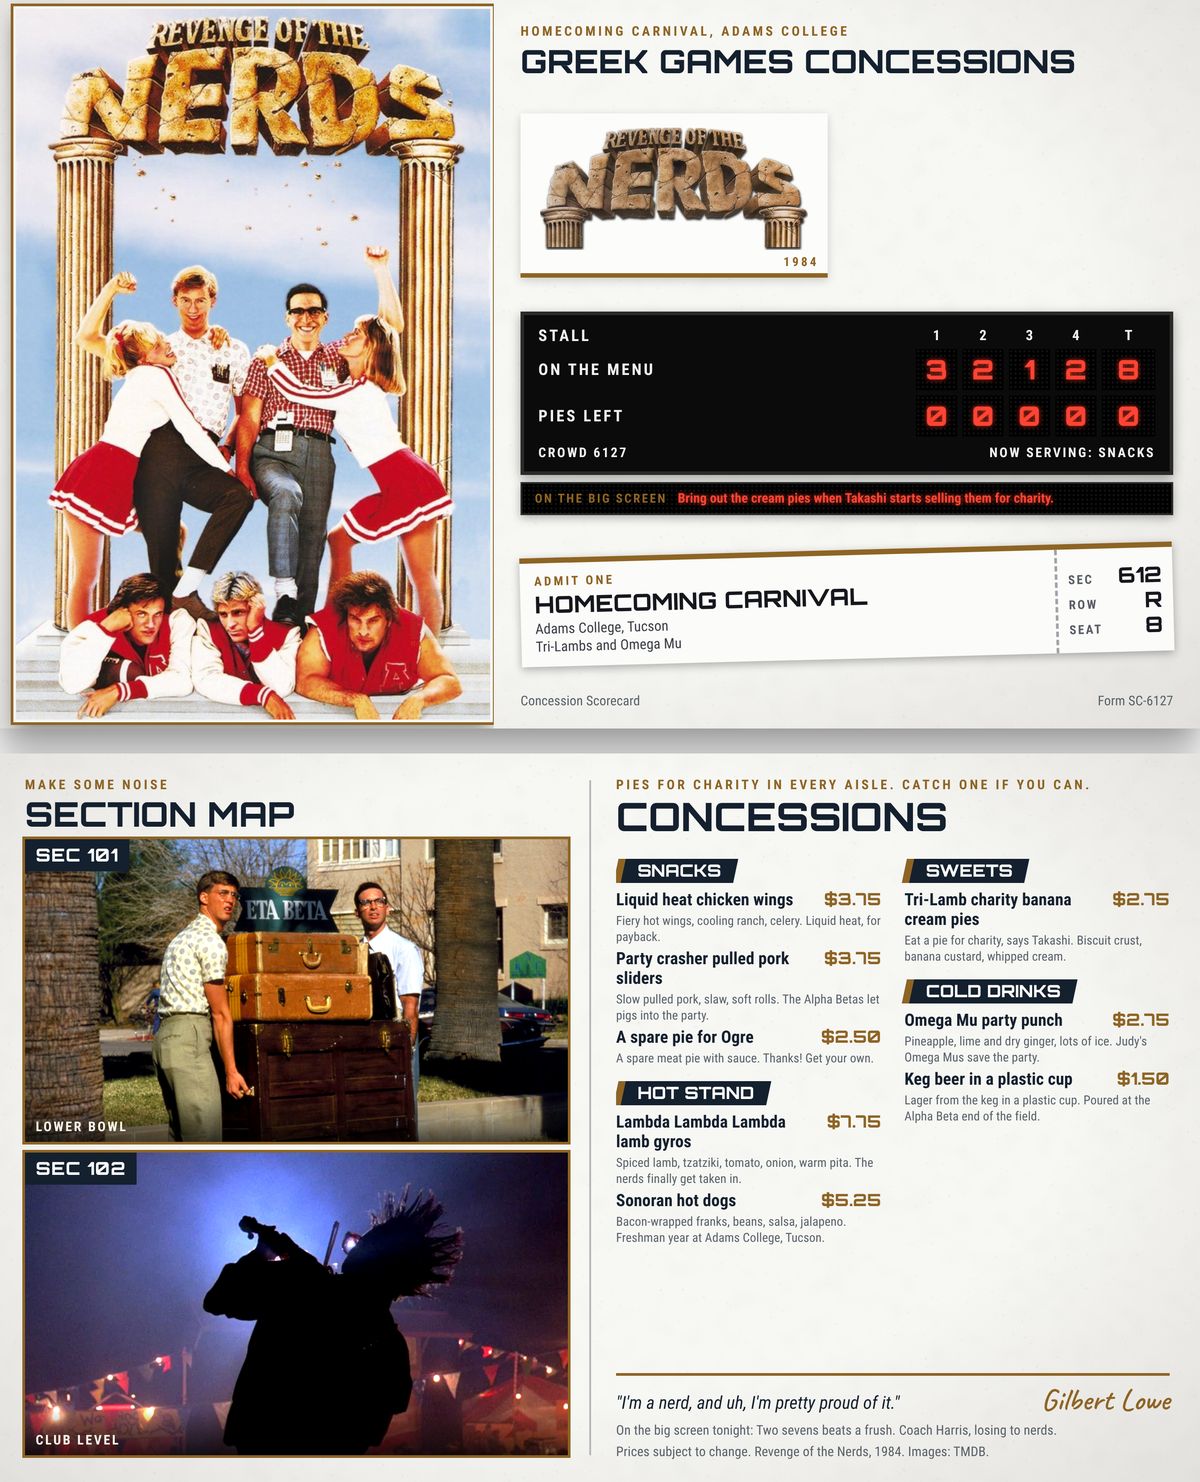 REVENGE OF THE
NERDS
A
A
HOMECOMING CARNIVAL, ADAMS COLLEGE
GREEK GAMES CONCESSIONS
REVENGE OF THE
NERDS
1984
STALL 1 2 3 4 T
ON THE MENU 3 2 1 2 8
PIES LEFT 0 0 0 0 0
CROWD 6127 NOW SERVING: SNACKS
ON THE BIG SCREEN Bring out the cream pies when Takashi starts selling them for charity.
ADMIT ONE
HOMECOMING CARNIVAL
Adams College, Tucson
Tri-Lambs and Omega Mu
SEC 612
ROW R
SEAT 8
Concession Scorecard Form SC-6127
MAKE SOME NOISE
SECTION MAP
SEC 101
ETA BETA
LOWER BOWL
SEC 102
CLUB LEVEL
PIES FOR CHARITY IN EVERY AISLE. CATCH ONE IF YOU CAN.
CONCESSIONS
SNACKS
Liquid heat chicken wings $3.75
Fiery hot wings, cooling ranch, celery. Liquid heat, for
payback.
Party crasher pulled pork $3.75
sliders
Slow pulled pork, slaw, soft rolls. The Alpha Betas let
pigs into the party.
A spare pie for Ogre $2.50
A spare meat pie with sauce. Thanks! Get your own.
HOT STAND
Lambda Lambda Lambda $7.75
lamb gyros
Spiced lamb, tzatziki, tomato, onion, warm pita. The
nerds finally get taken in.
Sonoran hot dogs $5.25
Bacon-wrapped franks, beans, salsa, jalapeno.
Freshman year at Adams College, Tucson.
SWEETS
Tri-Lamb charity banana $2.75
cream pies
Eat a pie for charity, says Takashi. Biscuit crust,
banana custard, whipped cream.
COLD DRINKS
Omega Mu party punch $2.75
Pineapple, lime and dry ginger, lots of ice. Judy's
Omega Mus save the party.
Keg beer in a plastic cup $1.50
Lager from the keg in a plastic cup. Poured at the
Alpha Beta end of the field.
"I'm a nerd, and uh, I'm pretty proud of it." Gilbert Lowe
On the big screen tonight: Two sevens beats a frush. Coach Harris, losing to nerds.
Prices subject to change. Revenge of the Nerds, 1984. Images: TMDB.